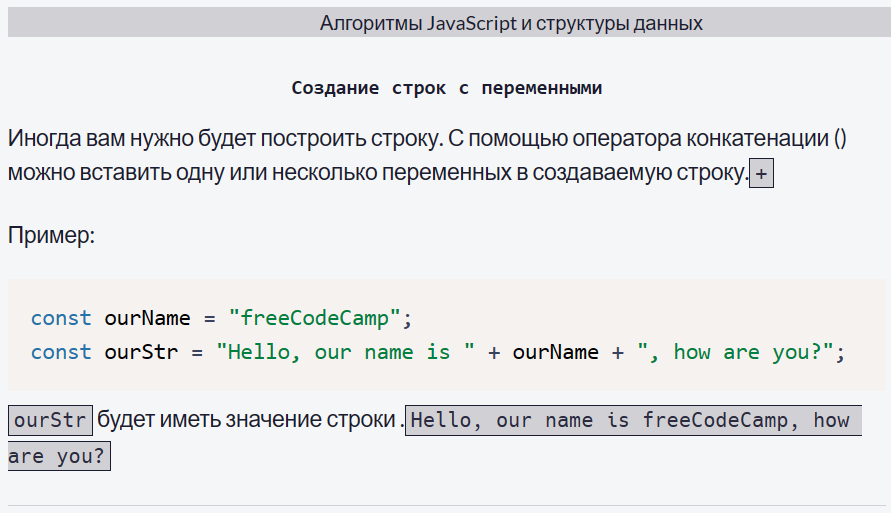 Алгоритмы JavaScript и структуры данных
Создание строк с переменными
Иногда вам нужно будет построить строку. С помощью оператора конкатенации ()
можно вставить одну или несколько переменных в создаваемую строку.+
Пример:
const ourName = "freeCodeCamp";
const ourStr = "Hello, our name is " + ourName + ", how are you?";
ourStr будет иметь значение строки .Hello, our name is freeCodeCamp, how
are you?